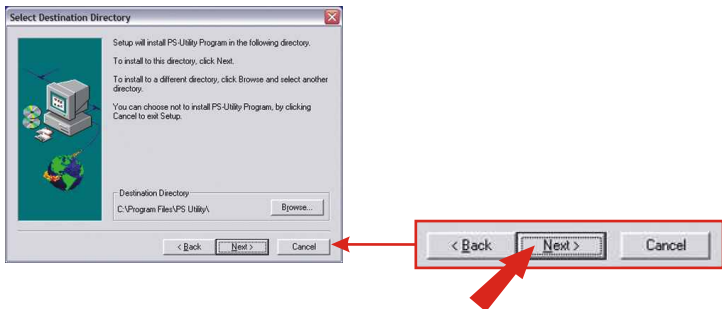 Select Destination Directory
Setup will install PS-Utility Program in the following directory.
To install to this directory, click Next.
To install to a different directory, click Browse and select another
directory.
You can choose not to install PS-Utility Program, by clicking
Cancel to exit Setup.
Destination Directory
C:\Program Files\PS Utility\
Browse...
< Back Next > Cancel
< Back Next > Cancel